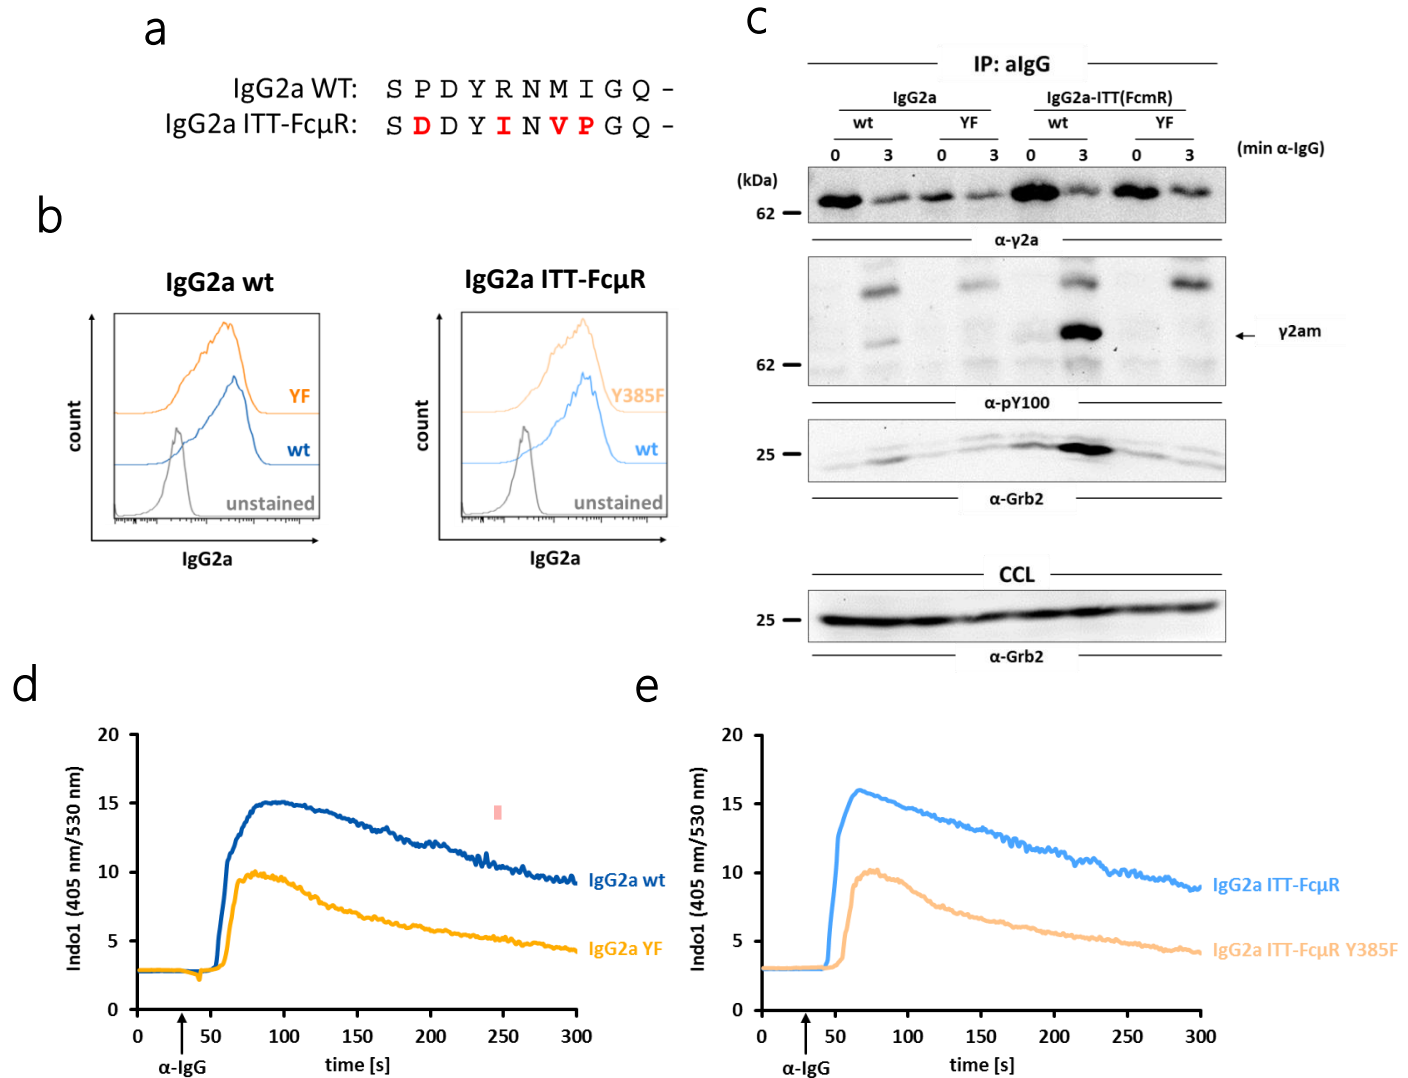 a
IgG2a WT: S P D Y R N M I G Q –
IgG2a ITT-FcμR: S D D Y I N V P G Q –
b
IgG2a wt
YF
wt
unstained
count
IgG2a
IgG2a ITT-FcμR
Y385F
wt
unstained
count
IgG2a
c
IP: aIgG
IgG2a IgG2a-ITT(FcmR)
wt YF wt YF
0 3 0 3 0 3 0 3 (min α-IgG)
(kDa)
62
α-γ2a
γ2am
62
α-pY100
25
α-Grb2
CCL
25
α-Grb2
d
Indo1 (405 nm/530 nm)
20
15
10
5
0
IgG2a wt
IgG2a YF
0 50 100 150 200 250 300
α-IgG
time [s]
e
Indo1 (405 nm/530 nm)
20
15
10
5
0
IgG2a ITT-FcμR
IgG2a ITT-FcμR Y385F
0 50 100 150 200 250 300
α-IgG
time [s]